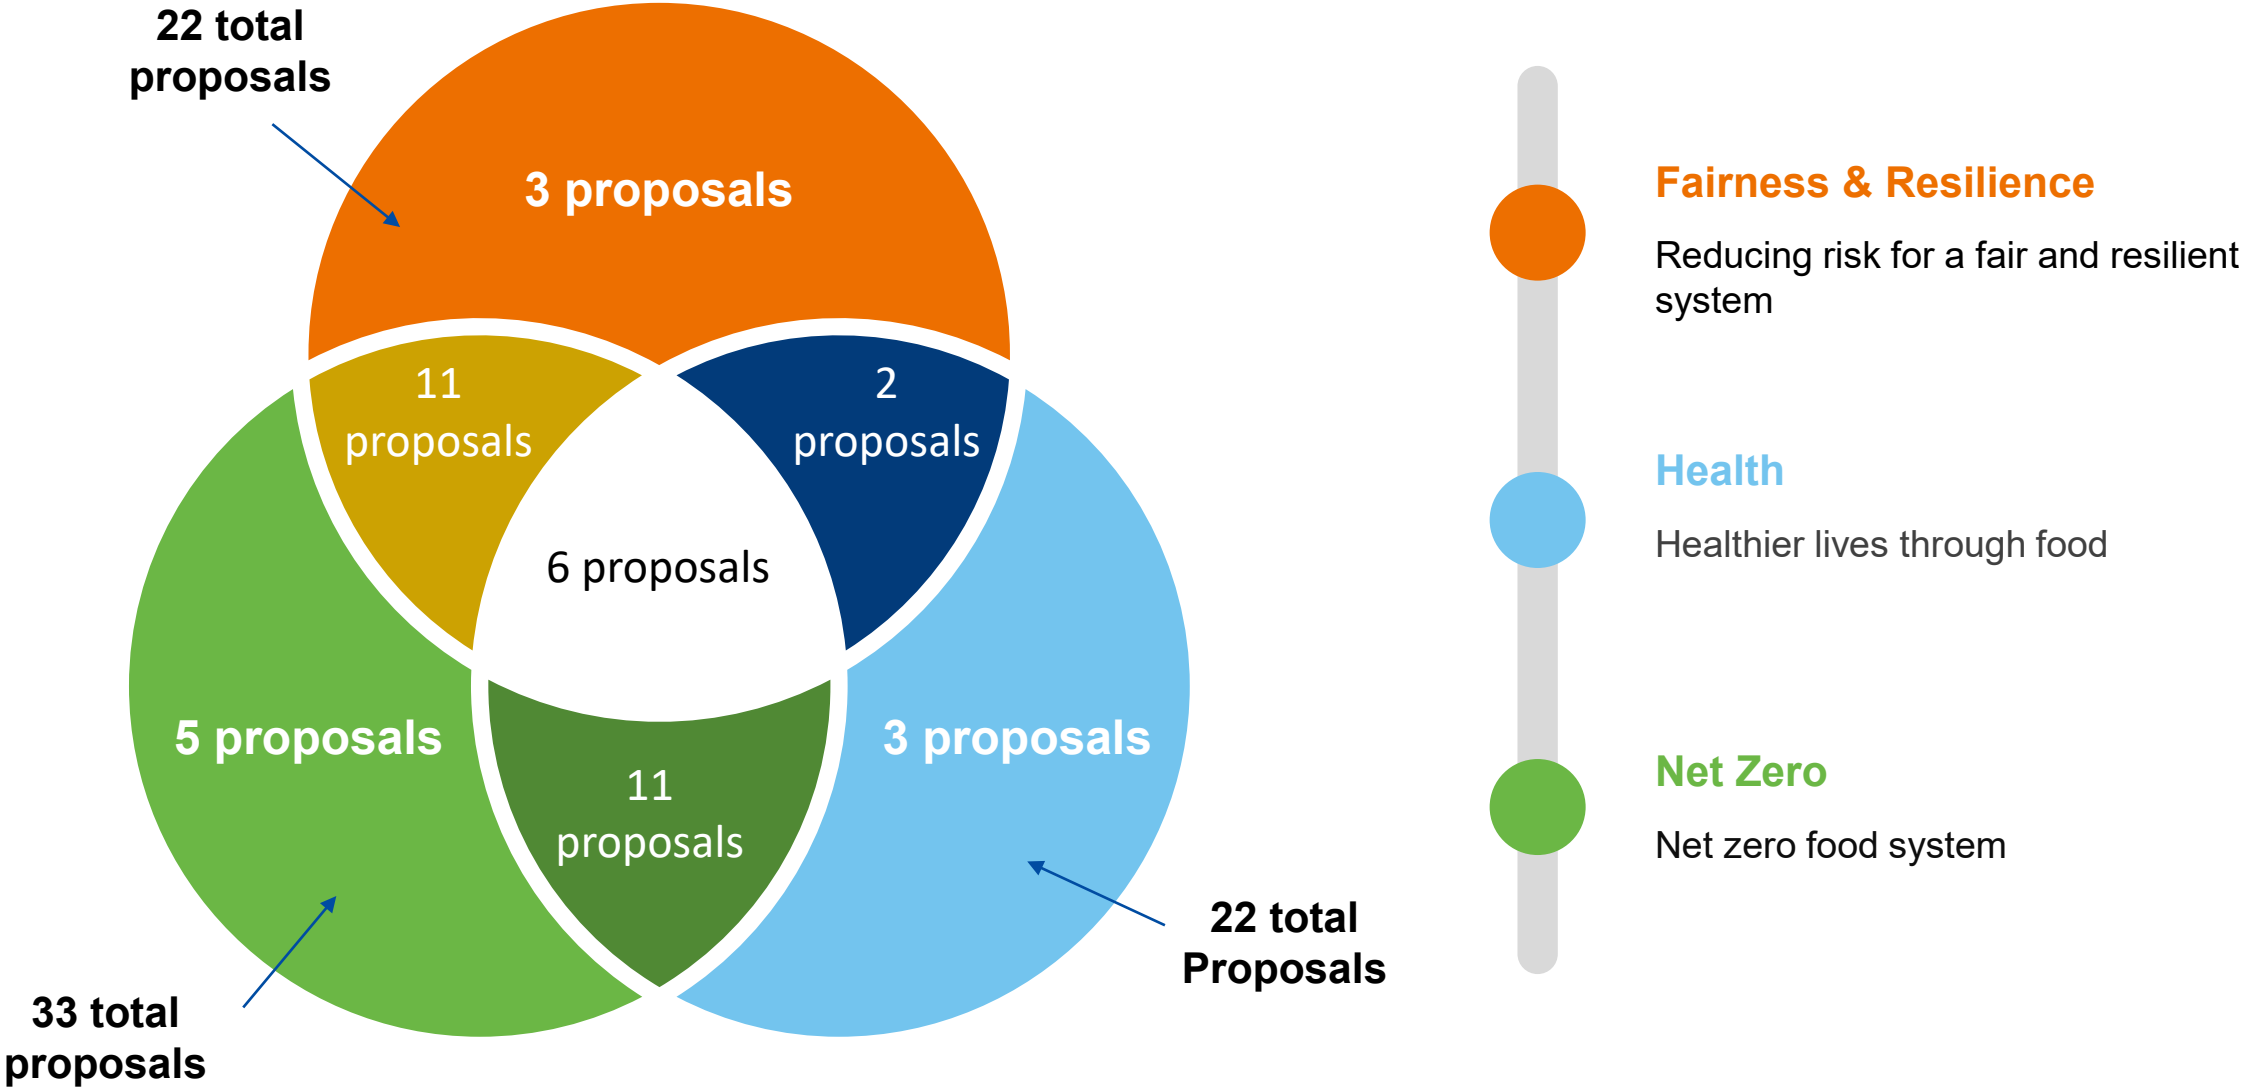 22 total
proposals
3 proposals
11
proposals
2
proposals
6 proposals
5 proposals
3 proposals
11
proposals
22 total
Proposals
33 total
proposals
Fairness & Resilience
Reducing risk for a fair and resilient
system
Health
Healthier lives through food
Net Zero
Net zero food system